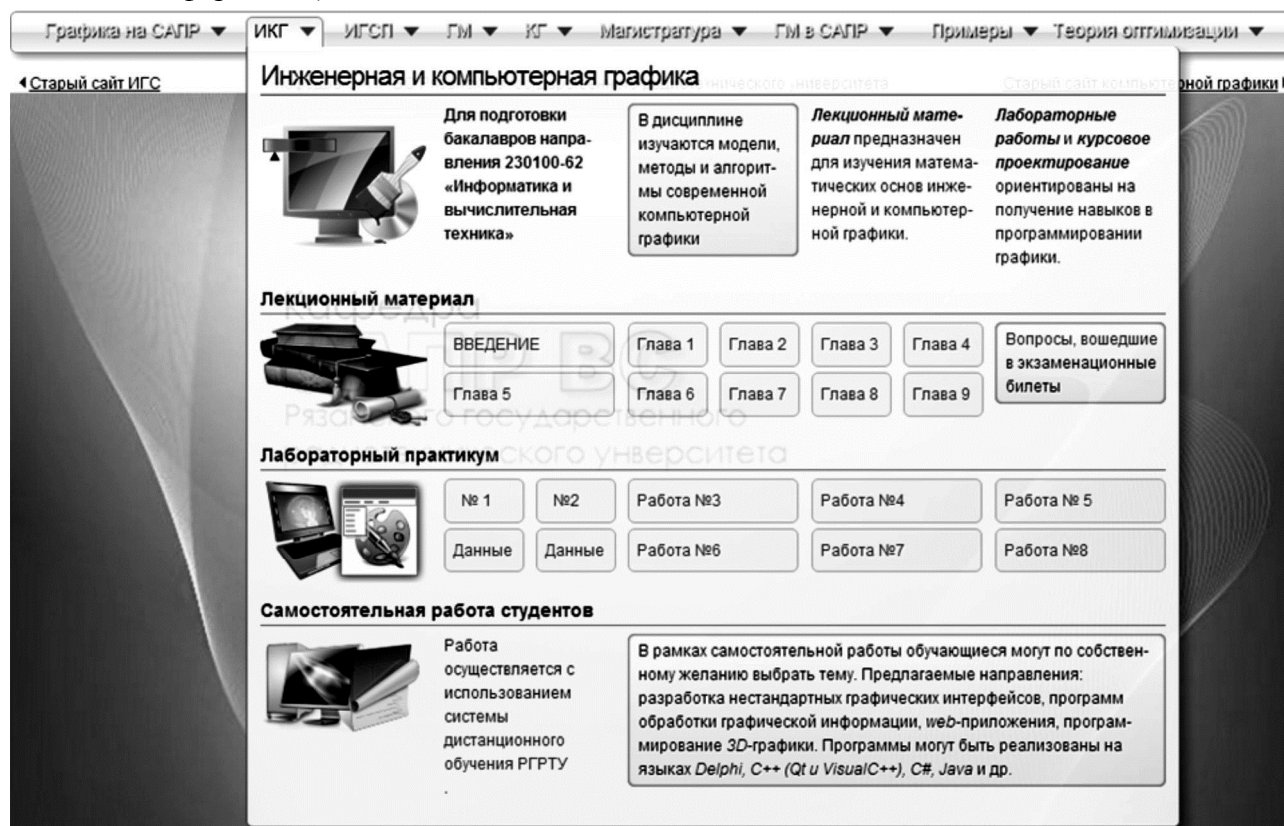 Графика на САПР ▼ ИКГ ▼ ИГСП ▼ ГМ ▼ КГ ▼ Магистратура ▼ ГМ в САПР ▼ Примеры ▼ Теория оптимизации ▼
Старый сайт ИГС
Старый сайт компьютерной графики
Инженерная и компьютерная графика
Для подготовки
бакалавров напра-
вления 230100-62
«Информатика и
вычислительная
техника»
В дисциплине
изучаются модели,
методы и алгорит-
мы современной
компьютерной
графики
Лекционный мате-
риал предназначен
для изучения матема-
тических основ инже-
нерной и компьютер-
ной графики.
Лабораторные
работы и курсовое
проектирование
ориентированы на
получение навыков в
программировании
графики.
Лекционный материал
Кафедра
САПР ВС
Рязанского государственного
ВВЕДЕНИЕ Глава 1 Глава 2 Глава 3 Глава 4
Глава 5 Глава 6 Глава 7 Глава 8 Глава 9
Вопросы, вошедшие
в экзаменационные
билеты
Лабораторный практикум
№ 1 №2 Работа №3 Работа №4 Работа № 5
Данные Данные Работа №6 Работа №7 Работа №8
Самостоятельная работа студентов
Работа
осуществляется с
использованием
системы
дистанционного
обучения РГРТУ
.
В рамках самостоятельной работы обучающиеся могут по собствен-
ному желанию выбрать тему. Предлагаемые направления:
разработка нестандартных графических интерфейсов, программ
обработки графической информации, web-приложения, програм-
мирование 3D-графики. Программы могут быть реализованы на
языках Delphi, C++ (Qt и VisualC++), C#, Java и др.